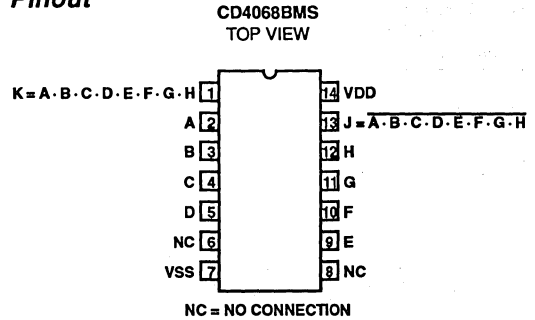 Pinout
CD4068BMS
TOP VIEW
K = A · B · C · D · E · F · G · H 1
14 VDD
A 2
13 J = A · B · C · D · E · F · G · H
B 3
12 H
C 4
11 G
D 5
10 F
NC 6
9 E
VSS 7
8 NC
NC = NO CONNECTION